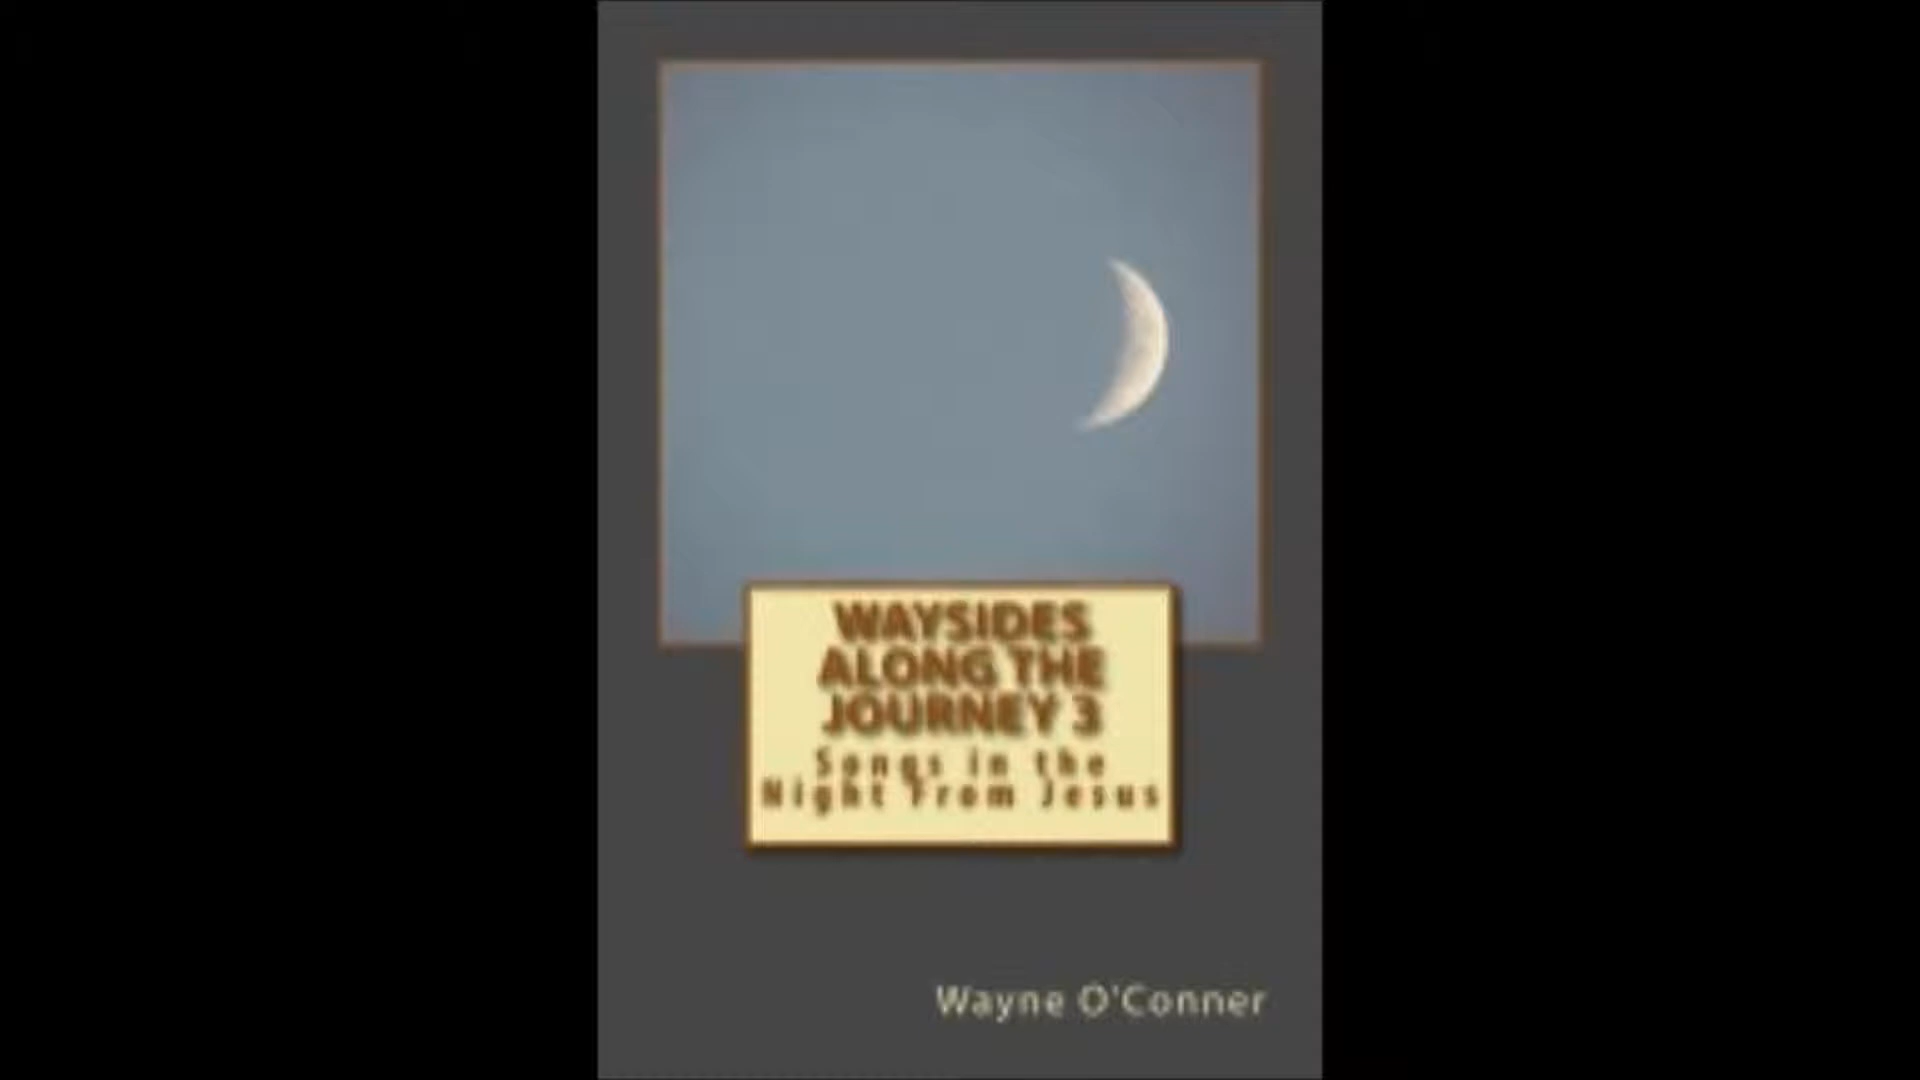 WAYSIDES
ALONG THE
JOURNEY 3
Songs in the
Night From Jesus
Wayne O'Conner